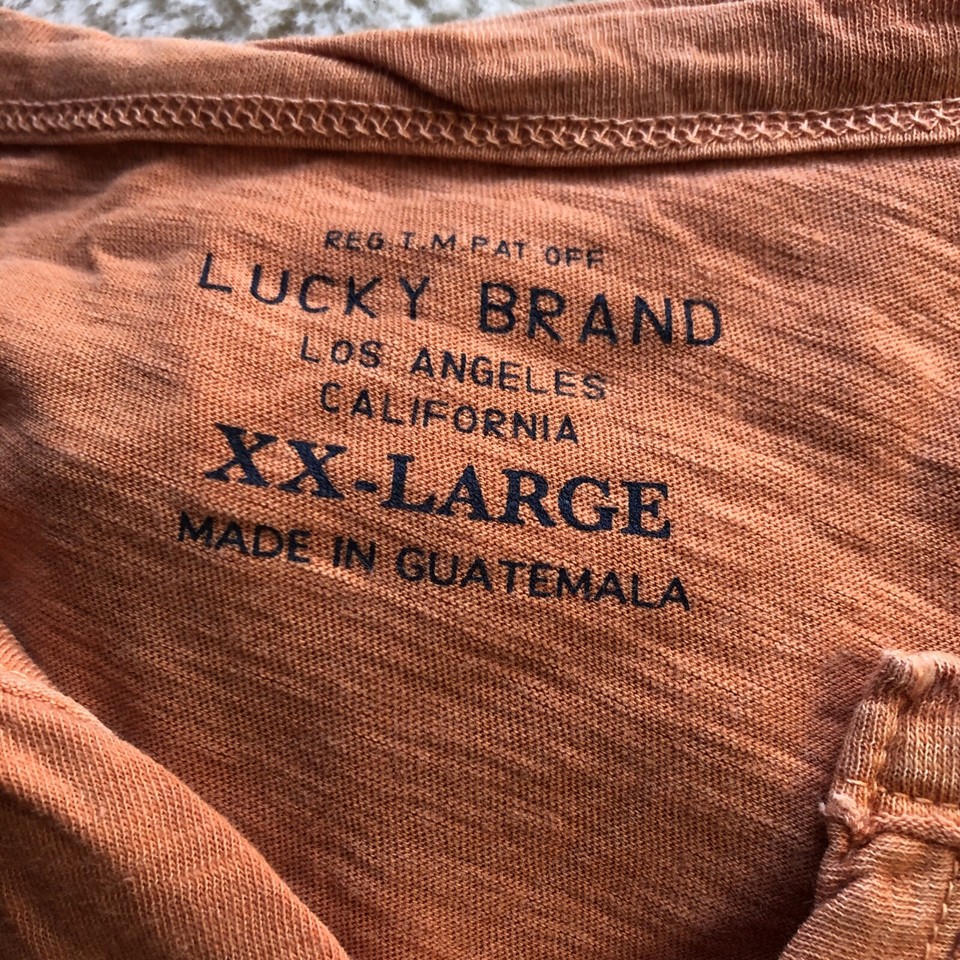 REG T.M PAT OFF
LUCKY BRAND
LOS ANGELES
CALIFORNIA
XX-LARGE
MADE IN GUATEMALA